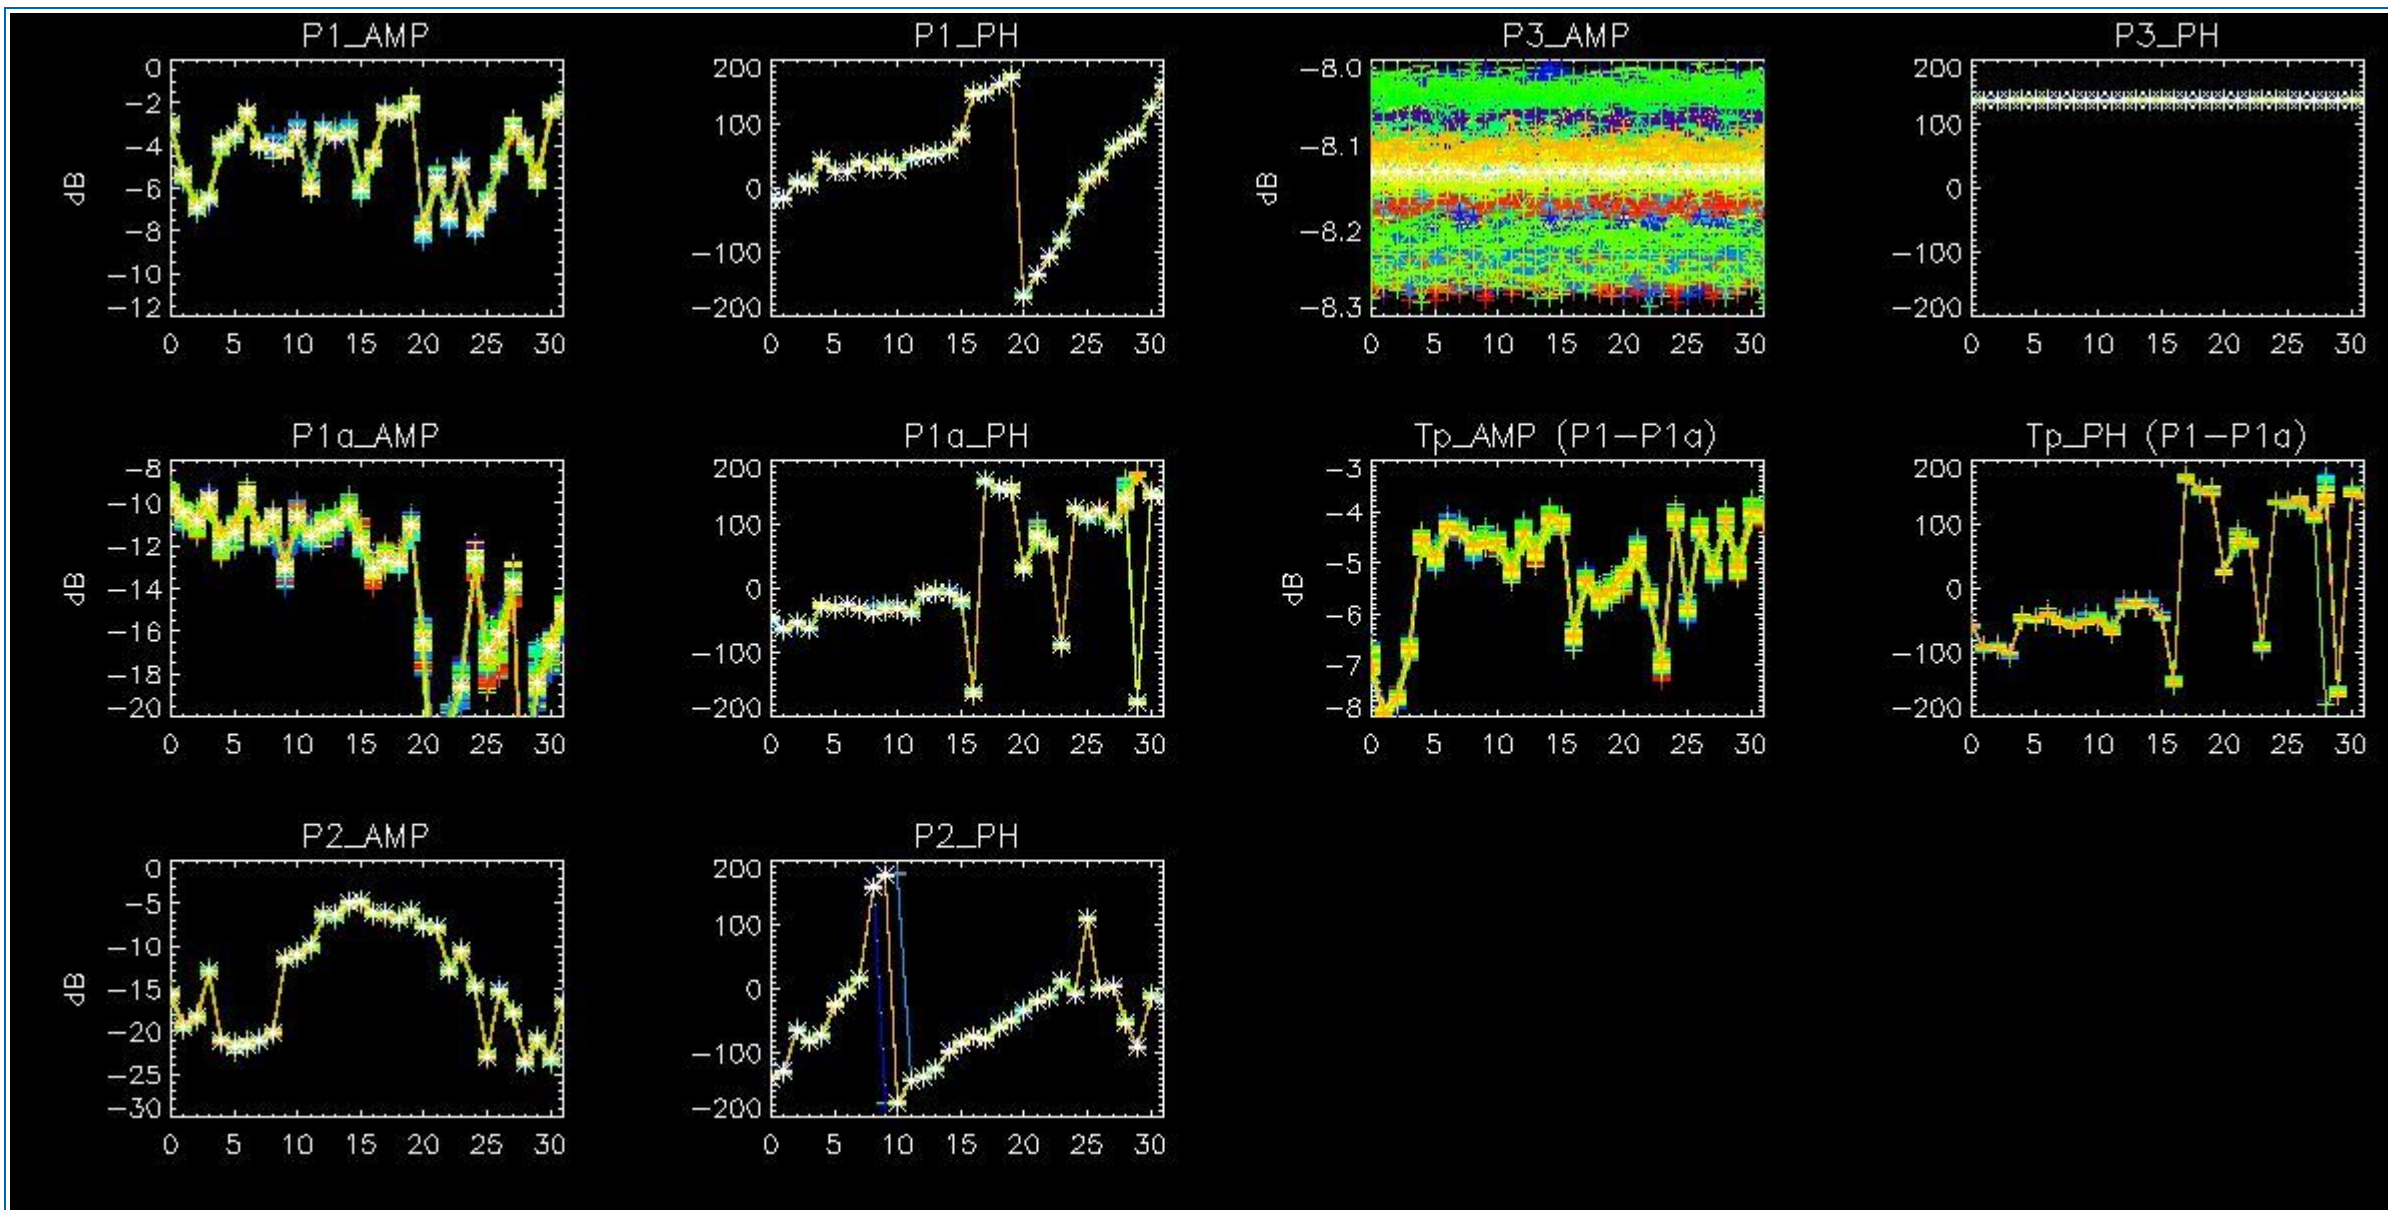 P1_AMP
0
−2
−4
−6
−8
−10
−12
dB
0 5 10 15 20 25 30
P1_PH
200
100
0
−100
−200
0 5 10 15 20 25 30
P3_AMP
−8.0
−8.1
−8.2
−8.3
dB
0 5 10 15 20 25 30
P3_PH
200
100
0
−100
−200
0 5 10 15 20 25 30
P1a_AMP
−8
−10
−12
−14
−16
−18
−20
dB
0 5 10 15 20 25 30
P1a_PH
200
100
0
−100
−200
0 5 10 15 20 25 30
Tp_AMP (P1−P1a)
−3
−4
−5
−6
−7
−8
dB
0 5 10 15 20 25 30
Tp_PH (P1−P1a)
200
100
0
−100
−200
0 5 10 15 20 25 30
P2_AMP
0
−5
−10
−15
−20
−25
−30
dB
0 5 10 15 20 25 30
P2_PH
200
100
0
−100
−200
0 5 10 15 20 25 30